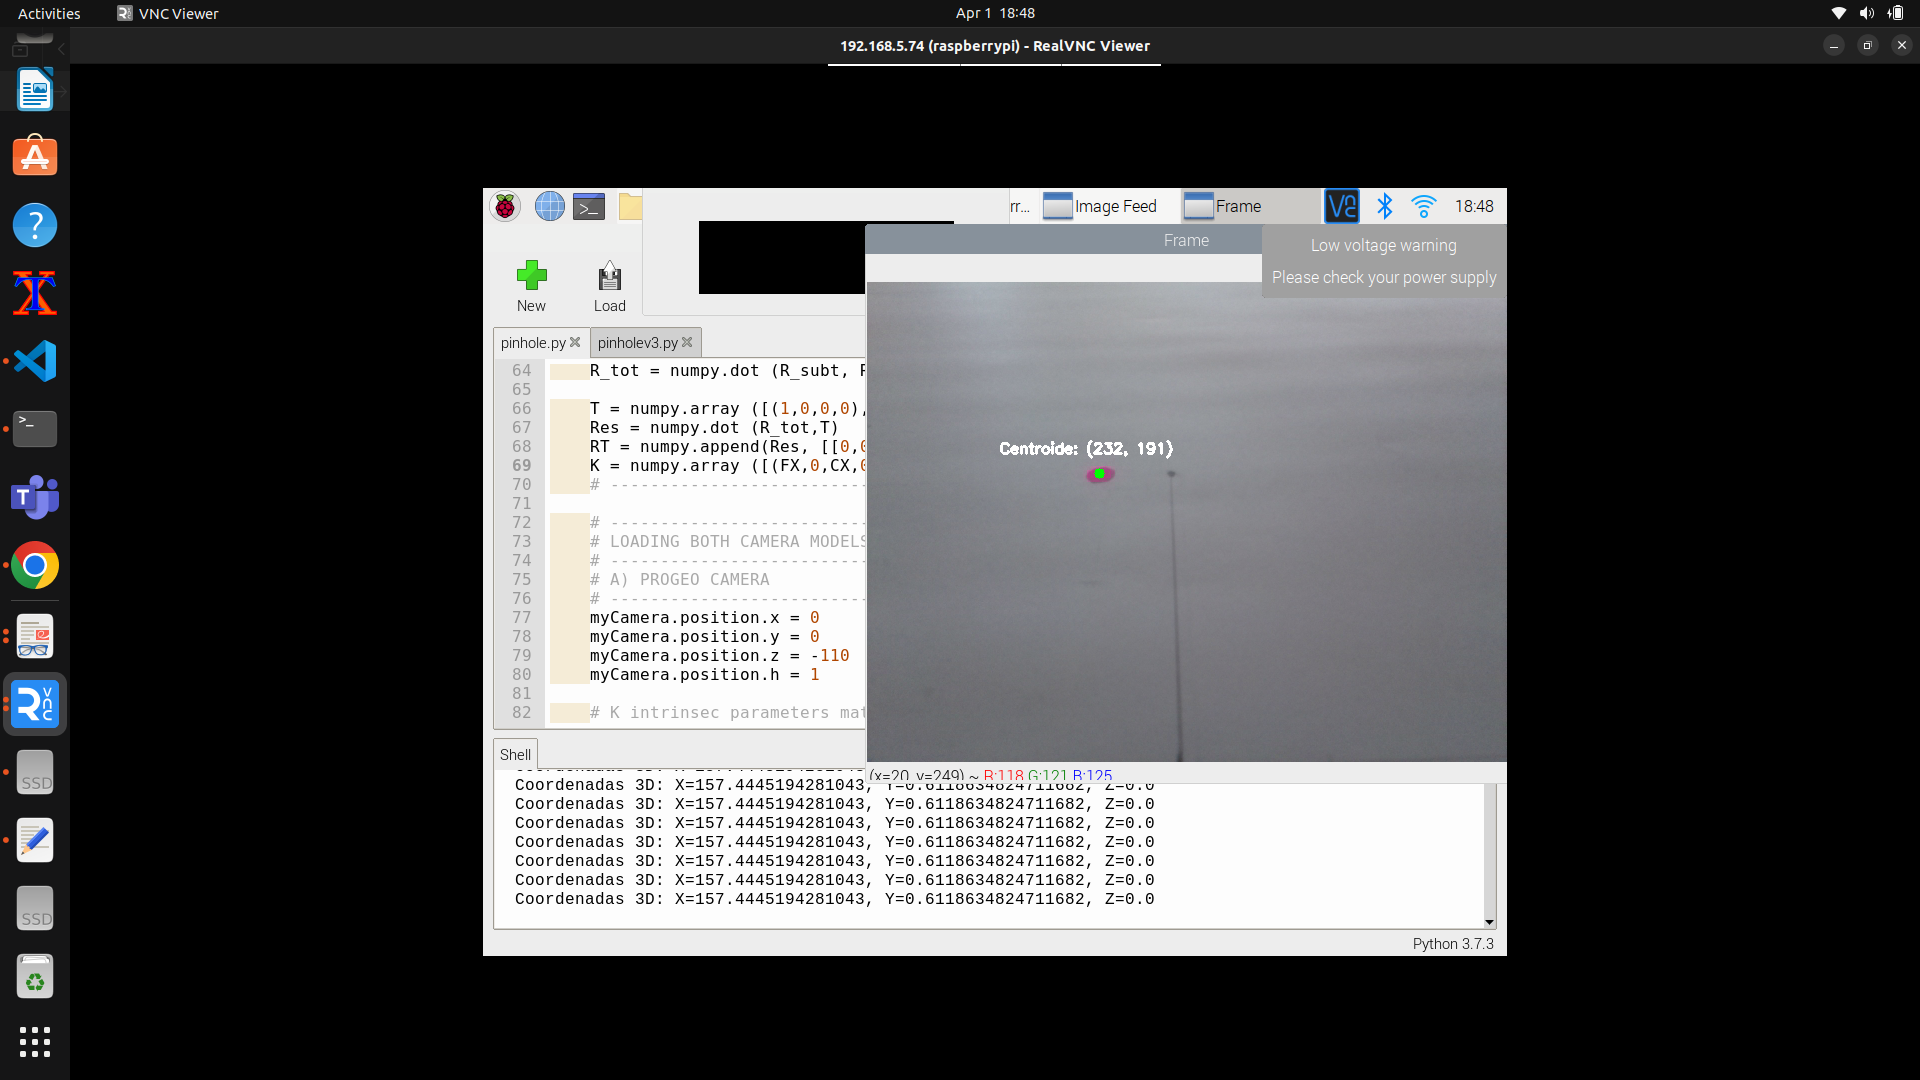 Activities
VNC Viewer
Apr 1 18:48
192.168.5.74 (raspberrypi) - RealVNC Viewer
rr...
Image Feed
Frame
18:48
Frame
Low voltage warning
Please check your power supply
New
Load
pinhole.py
pinholev3.py
64 R_tot = numpy.dot (R_subt,
65
66 T = numpy.array ([(1,0,0,0),
67 Res = numpy.dot (R_tot,T)
68 RT = numpy.append(Res, [[0,
69 K = numpy.array ([(FX,0,CX,
70 # --------------------------
71
72 # --------------------------
73 # LOADING BOTH CAMERA MODELS
74 # --------------------------
75 # A) PROGEO CAMERA
76 # --------------------------
77 myCamera.position.x = 0
78 myCamera.position.y = 0
79 myCamera.position.z = -110
80 myCamera.position.h = 1
81
82 # K intrinsec parameters mat
Centroide: (232, 191)
(x=20, y=249) ~ R:118 G:121 B:125
Shell
Coordenadas 3D: X=157.4445194281043, Y=0.6118634824711682, Z=0.0
Coordenadas 3D: X=157.4445194281043, Y=0.6118634824711682, Z=0.0
Coordenadas 3D: X=157.4445194281043, Y=0.6118634824711682, Z=0.0
Coordenadas 3D: X=157.4445194281043, Y=0.6118634824711682, Z=0.0
Coordenadas 3D: X=157.4445194281043, Y=0.6118634824711682, Z=0.0
Coordenadas 3D: X=157.4445194281043, Y=0.6118634824711682, Z=0.0
Coordenadas 3D: X=157.4445194281043, Y=0.6118634824711682, Z=0.0
Python 3.7.3
SSD
SSD